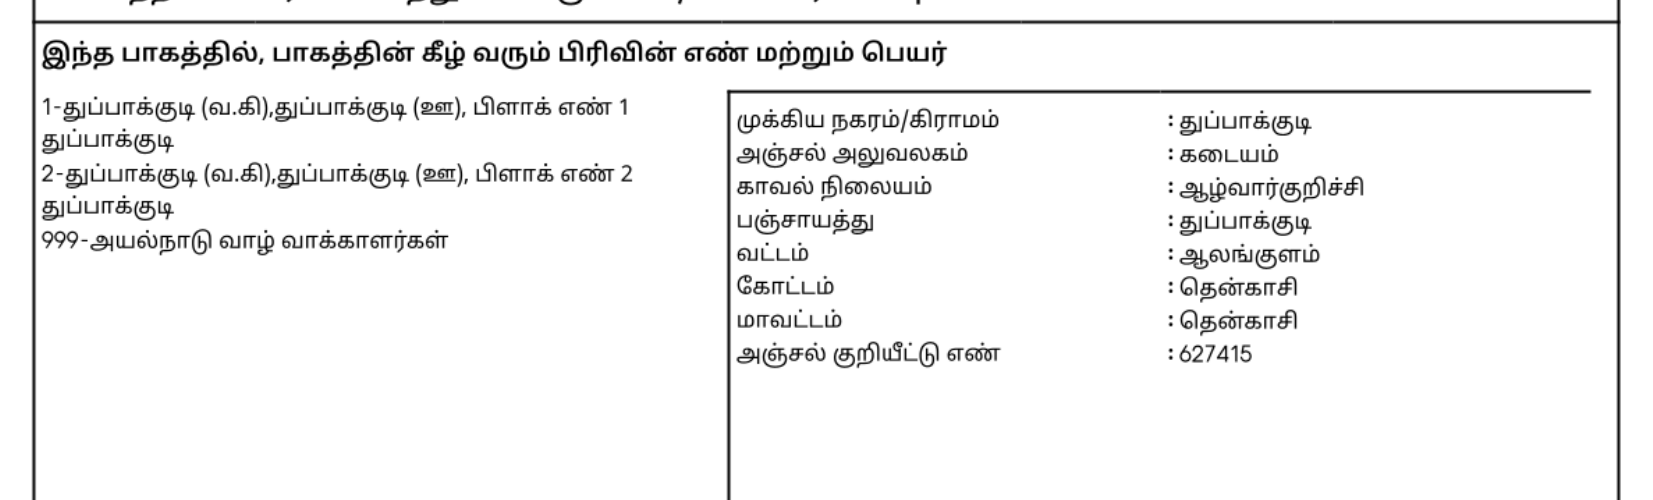 இந்த பாகத்தில், பாகத்தின் கீழ் வரும் பிரிவின் எண் மற்றும் பெயர்
1-துப்பாக்குடி (வ.கி),துப்பாக்குடி (ஊ), பிளாக் எண் 1
துப்பாக்குடி
2-துப்பாக்குடி (வ.கி),துப்பாக்குடி (ஊ), பிளாக் எண் 2
துப்பாக்குடி
999-அயல்நாடு வாழ் வாக்காளர்கள்
முக்கிய நகரம்/கிராமம் : துப்பாக்குடி
அஞ்சல் அலுவலகம் : கடையம்
காவல் நிலையம் : ஆழ்வார்குறிச்சி
பஞ்சாயத்து : துப்பாக்குடி
வட்டம் : ஆலங்குளம்
கோட்டம் : தென்காசி
மாவட்டம் : தென்காசி
அஞ்சல் குறியீட்டு எண் : 627415